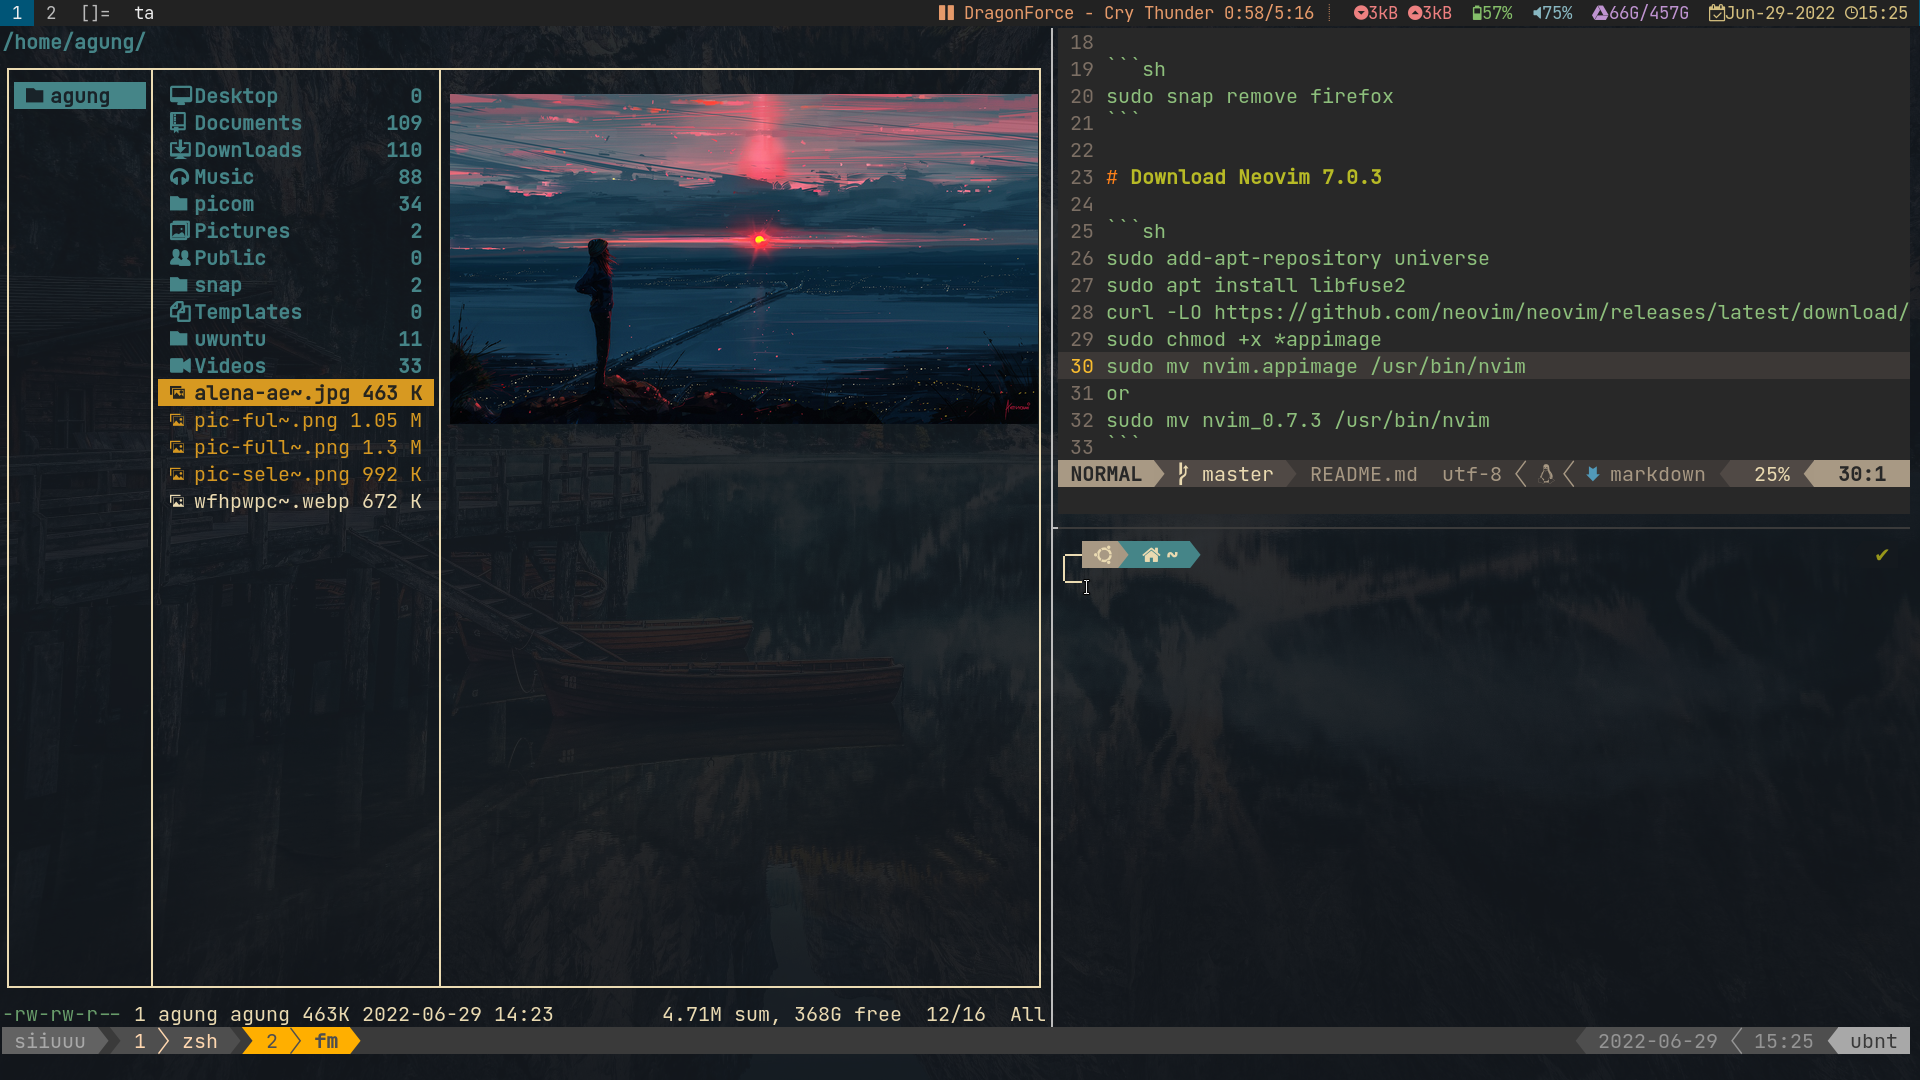 1 2 []= ta DragonForce - Cry Thunder 0:58/5:16 3kB 3kB 57% 75% 66G/457G Jun-29-2022 15:25
/home/agung/
agung
Desktop 0
Documents 109
Downloads 110
Music 88
picom 34
Pictures 2
Public 0
snap 2
Templates 0
uwuntu 11
Videos 33
alena-ae~.jpg 463 K
pic-ful~.png 1.05 M
pic-full~.png 1.3 M
pic-sele~.png 992 K
wfhpwpc~.webp 672 K
-rw-rw-r-- 1 agung agung 463K 2022-06-29 14:23 4.71M sum, 368G free 12/16 All
18
19 ```sh
20 sudo snap remove firefox
21 ```
22
23 # Download Neovim 7.0.3
24
25 ```sh
26 sudo add-apt-repository universe
27 sudo apt install libfuse2
28 curl -LO https://github.com/neovim/neovim/releases/latest/download/
29 sudo chmod +x *appimage
30 sudo mv nvim.appimage /usr/bin/nvim
31 or
32 sudo mv nvim_0.7.3 /usr/bin/nvim
33 ```
NORMAL master README.md utf-8 markdown 25% 30:1
~ ✔
siiuuu 1 zsh 2 fm 2022-06-29 15:25 ubnt